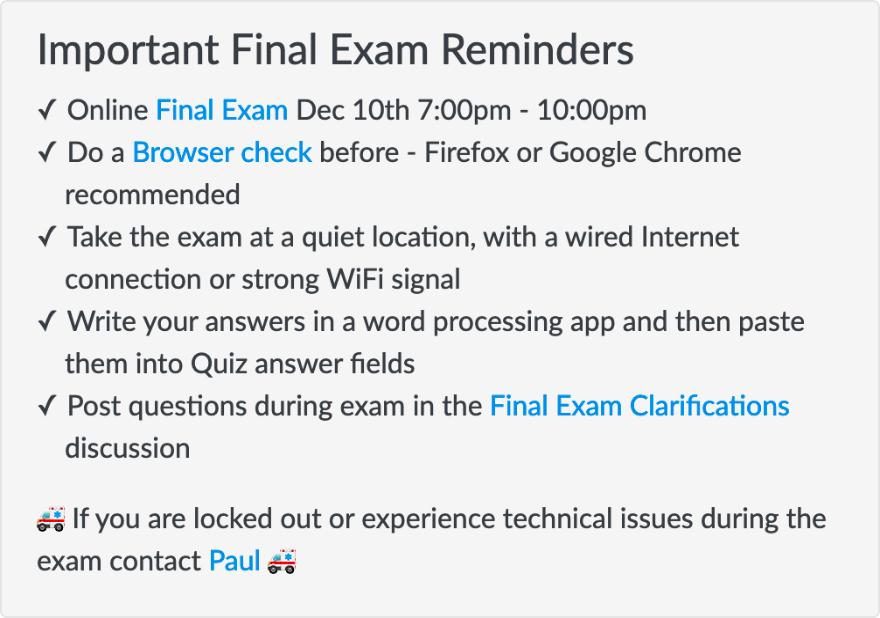 Important Final Exam Reminders
✓ Online Final Exam Dec 10th 7:00pm - 10:00pm
✓ Do a Browser check before - Firefox or Google Chrome
recommended
✓ Take the exam at a quiet location, with a wired Internet
connection or strong WiFi signal
✓ Write your answers in a word processing app and then paste
them into Quiz answer fields
✓ Post questions during exam in the Final Exam Clarifications
discussion
🚑 If you are locked out or experience technical issues during the
exam contact Paul 🚑